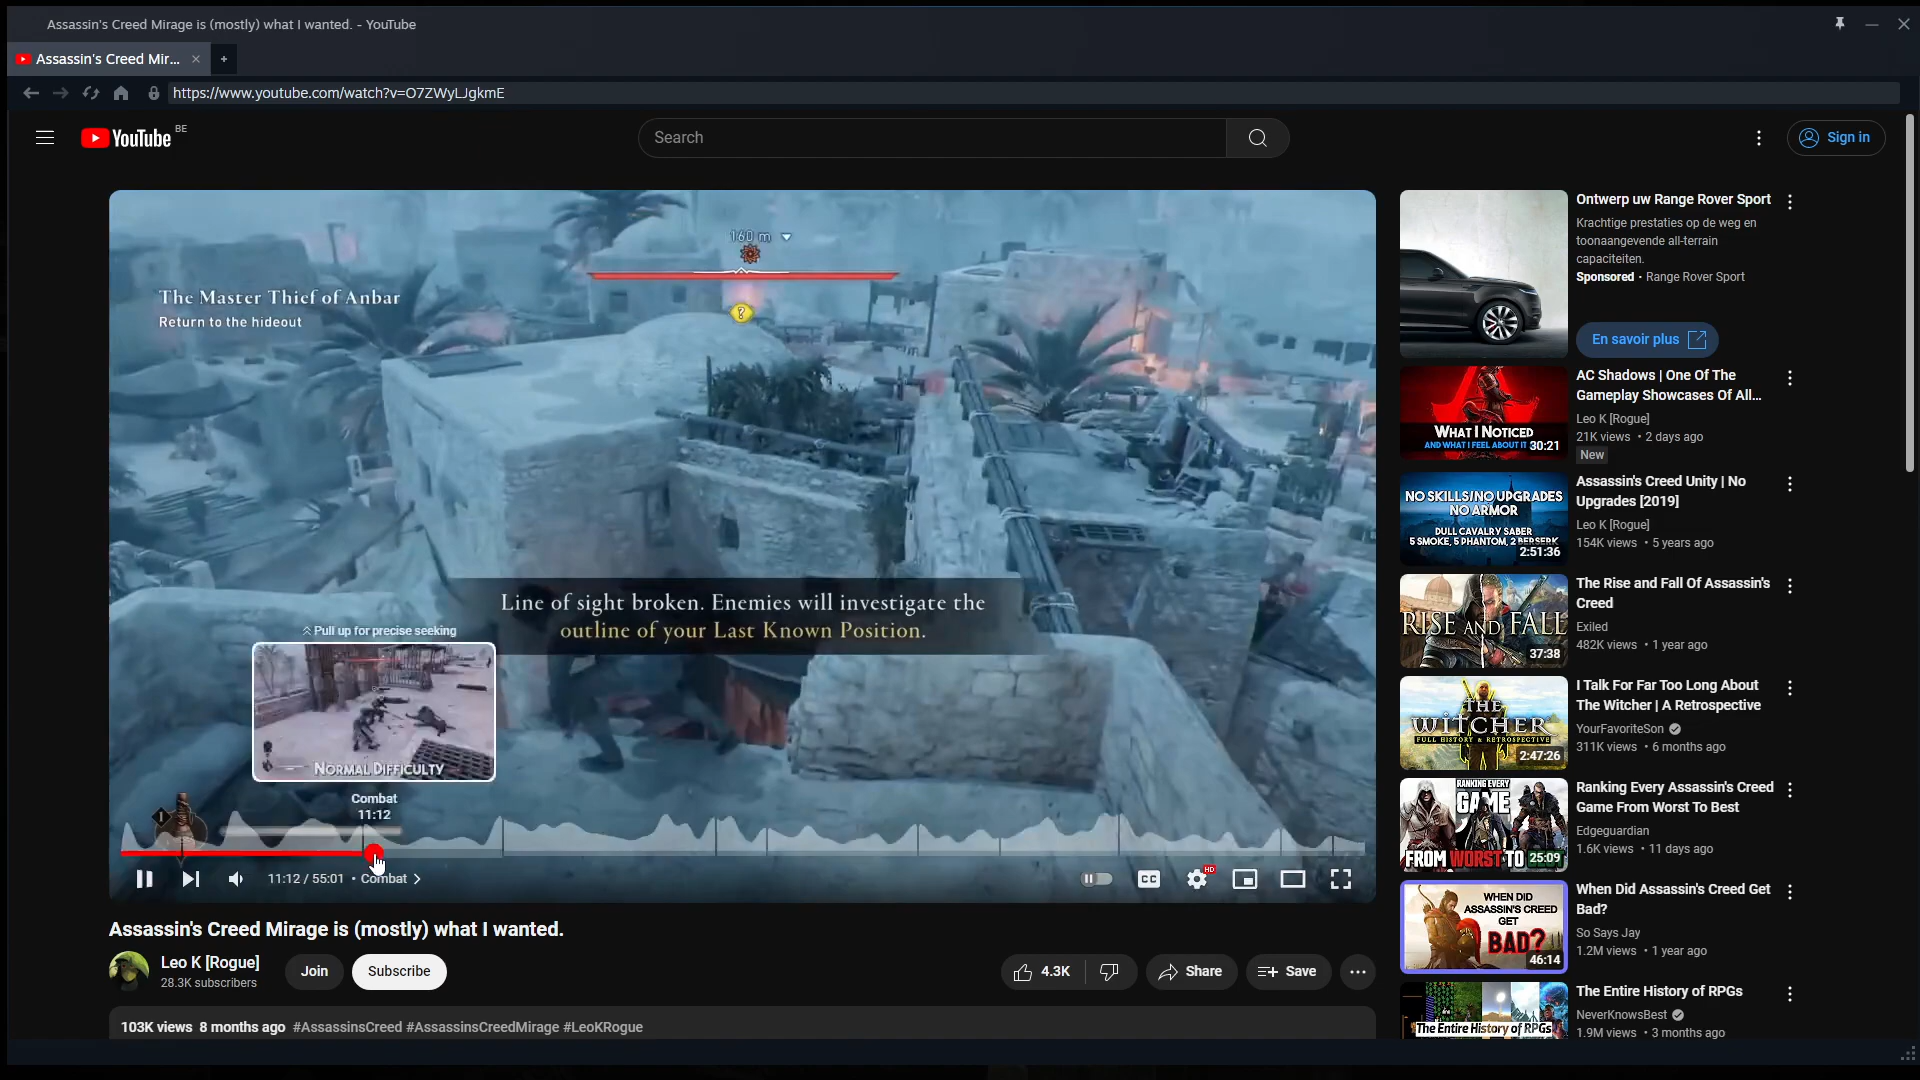 Assassin's Creed Mirage is (mostly) what I wanted. - YouTube
Assassin's Creed Mir...
https://www.youtube.com/watch?v=O7ZWyLJgkmE
YouTube BE
Search
Sign in
160 m
The Master Thief of Anbar
Return to the hideout
Line of sight broken. Enemies will investigate the
outline of your Last Known Position.
Pull up for precise seeking
NORMAL DIFFICULTY
Combat
11:12
11:12 / 55:01 • Combat
CC
HD
Assassin's Creed Mirage is (mostly) what I wanted.
Leo K [Rogue]
28.3K subscribers
Join
Subscribe
4.3K
Share
Save
103K views 8 months ago #AssassinsCreed #AssassinsCreedMirage #LeoKRogue
Ontwerp uw Range Rover Sport
Krachtige prestaties op de weg en
toonaangevende all-terrain
capaciteiten.
Sponsored • Range Rover Sport
En savoir plus
WHAT I NOTICED
AND WHAT I FEEL ABOUT IT
30:21
AC Shadows | One Of The
Gameplay Showcases Of All...
Leo K [Rogue]
21K views • 2 days ago
New
NO SKILLS/NO UPGRADES
NO ARMOR
DULL CAVALRY SABER
5 SMOKE, 5 PHANTOM, 2 BERSERK
2:51:36
Assassin's Creed Unity | No
Upgrades [2019]
Leo K [Rogue]
154K views • 5 years ago
RISE AND FALL
37:38
The Rise and Fall Of Assassin's
Creed
Exiled
482K views • 1 year ago
THE
WITCHER
FULL HISTORY & RETROSPECTIVE
2:47:26
I Talk For Far Too Long About
The Witcher | A Retrospective
YourFavoriteSon
311K views • 6 months ago
RANKING EVERY
GAME
FROM WORST TO
25:09
Ranking Every Assassin's Creed
Game From Worst To Best
Edgeguardian
1.6K views • 11 days ago
WHEN DID
ASSASSIN'S CREED
GET
BAD?
46:14
When Did Assassin's Creed Get
Bad?
So Says Jay
1.2M views • 1 year ago
The Entire History of RPGs
The Entire History of RPGs
NeverKnowsBest
1.9M views • 3 months ago